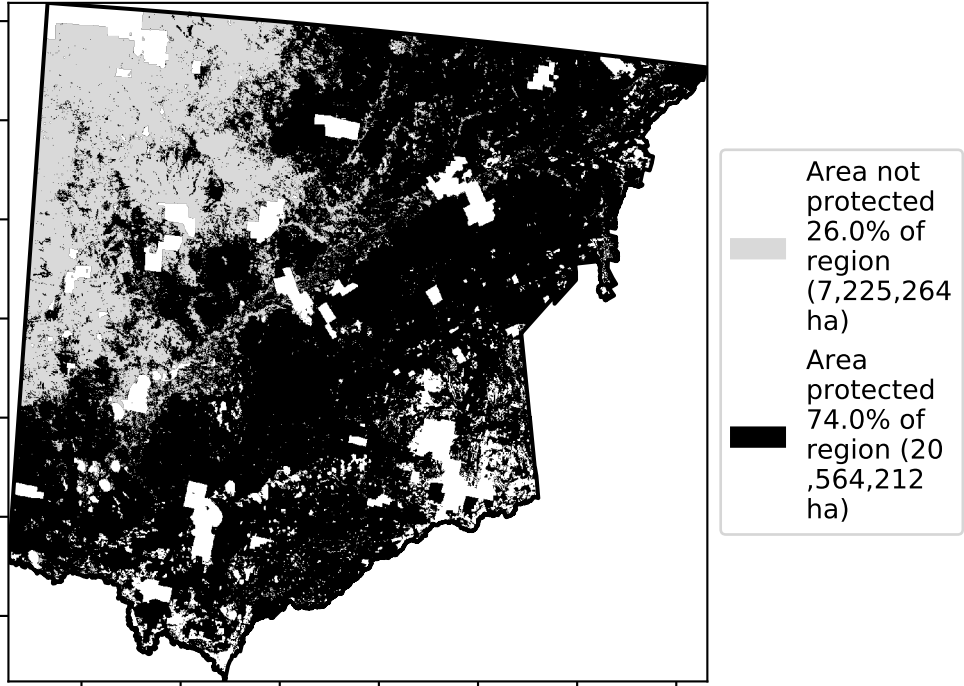 Area not
protected
26.0% of
region
(7,225,264
ha)
Area
protected
74.0% of
region (20
,564,212
ha)